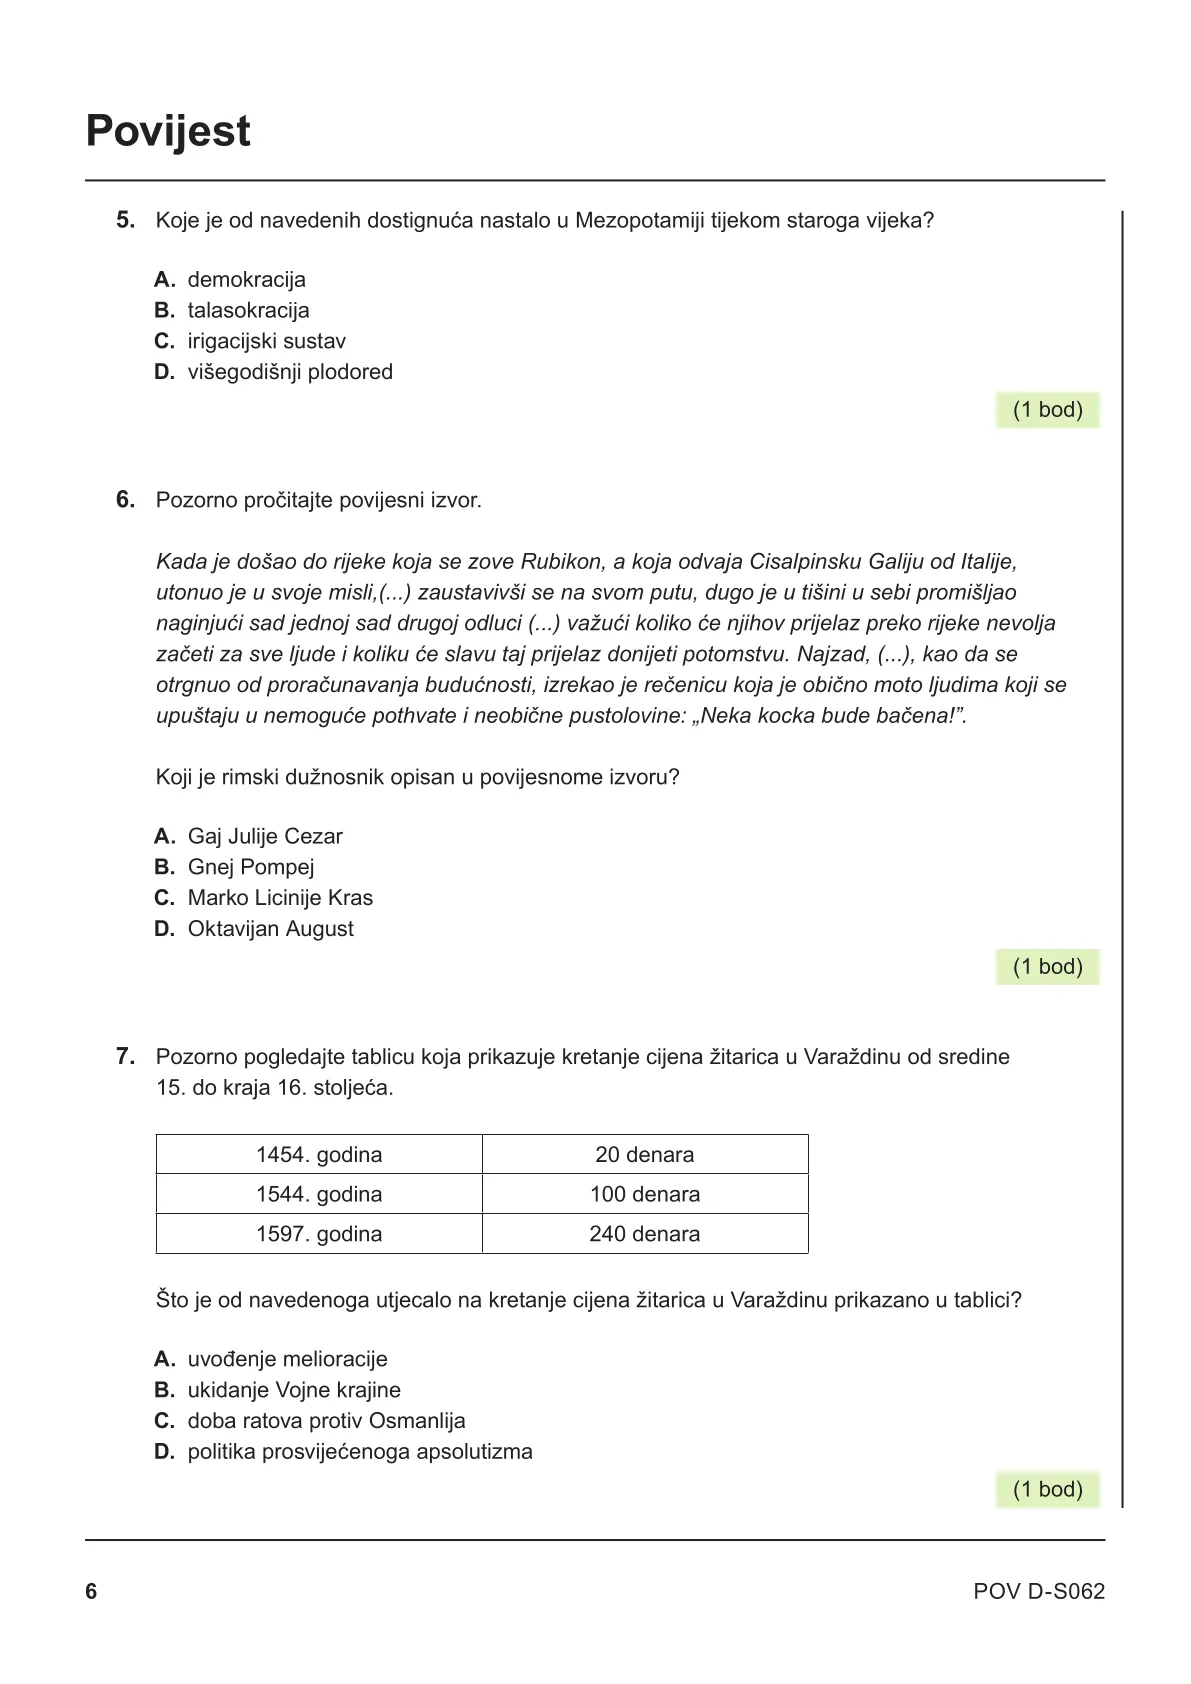 Povijest
5. Koje je od navedenih dostignuća nastalo u Mezopotamiji tijekom staroga vijeka?
A. demokracija
B. talasokracija
C. irigacijski sustav
D. višegodišnji plodored
(1 bod)
6. Pozorno pročitajte povijesni izvor.
Kada je došao do rijeke koja se zove Rubikon, a koja odvaja Cisalpinsku Galiju od Italije,
utonuo je u svoje misli,(...) zaustavivši se na svom putu, dugo je u tišini u sebi promišljao
naginjući sad jednoj sad drugoj odluci (...) važući koliko će njihov prijelaz preko rijeke nevolja
začeti za sve ljude i koliku će slavu taj prijelaz donijeti potomstvu. Najzad, (...), kao da se
otrgnuo od proračunavanja budućnosti, izrekao je rečenicu koja je obično moto ljudima koji se
upuštaju u nemoguće pothvate i neobične pustolovine: „Neka kocka bude bačena!”.
Koji je rimski dužnosnik opisan u povijesnome izvoru?
A. Gaj Julije Cezar
B. Gnej Pompej
C. Marko Licinije Kras
D. Oktavijan August
(1 bod)
7. Pozorno pogledajte tablicu koja prikazuje kretanje cijena žitarica u Varaždinu od sredine
15. do kraja 16. stoljeća.
1454. godina 20 denara
1544. godina 100 denara
1597. godina 240 denara
Što je od navedenoga utjecalo na kretanje cijena žitarica u Varaždinu prikazano u tablici?
A. uvođenje melioracije
B. ukidanje Vojne krajine
C. doba ratova protiv Osmanlija
D. politika prosvijećenoga apsolutizma
(1 bod)
6 POV D-S062